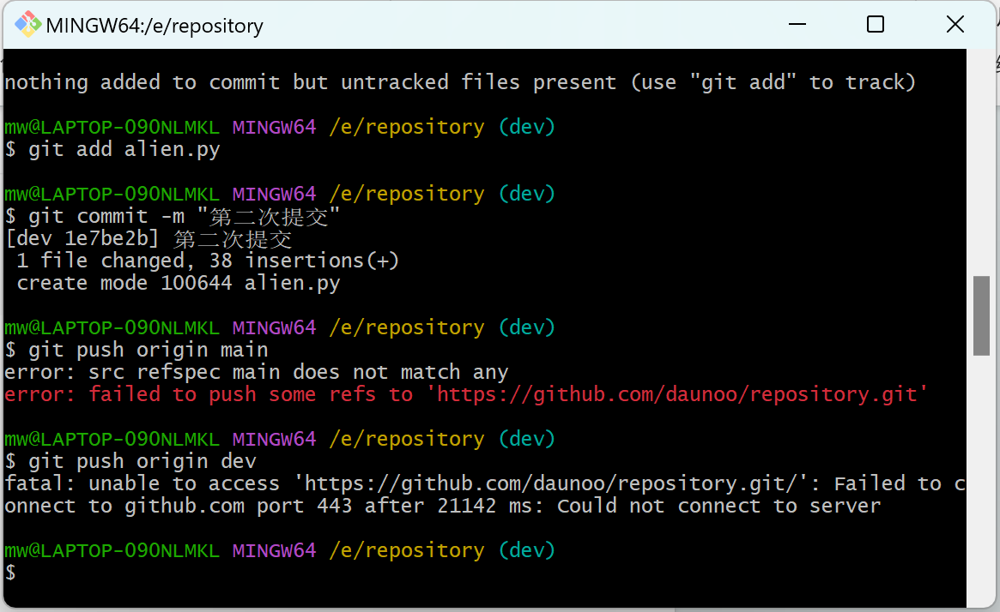 MINGW64:/e/repository
nothing added to commit but untracked files present (use "git add" to track)
mw@LAPTOP-09ONLMKL MINGW64 /e/repository (dev)
$ git add alien.py
mw@LAPTOP-09ONLMKL MINGW64 /e/repository (dev)
$ git commit -m "第二次提交"
[dev 1e7be2b] 第二次提交
1 file changed, 38 insertions(+)
create mode 100644 alien.py
mw@LAPTOP-09ONLMKL MINGW64 /e/repository (dev)
$ git push origin main
error: src refspec main does not match any
error: failed to push some refs to 'https://github.com/daunoo/repository.git'
mw@LAPTOP-09ONLMKL MINGW64 /e/repository (dev)
$ git push origin dev
fatal: unable to access 'https://github.com/daunoo/repository.git/': Failed to c
onnect to github.com port 443 after 21142 ms: Could not connect to server
mw@LAPTOP-09ONLMKL MINGW64 /e/repository (dev)
$